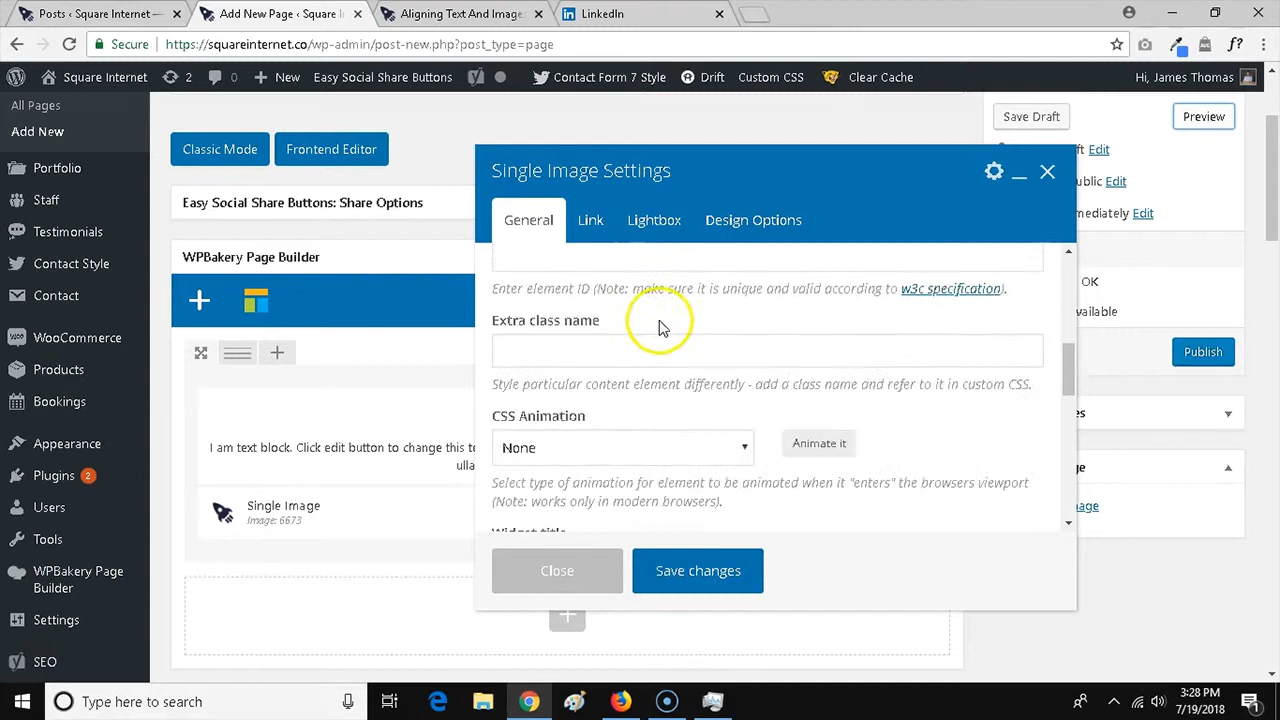 Posts ‹ Square Internet —
Add New Page ‹ Square I
Aligning Text And Images
LinkedIn
Secure
https://squareinternet.co/wp-admin/post-new.php?post_type=page
f?
Square Internet
2
0
New
Easy Social Share Buttons
Contact Form 7 Style
Drift
Custom CSS
Clear Cache
Hi, James Thomas
All Pages
Add New
Portfolio
Staff
Testimonials
Contact Style
Contact
WooCommerce
Products
Bookings
Appearance
Plugins 2
Users
Tools
WPBakery Page
Builder
Settings
SEO
Classic Mode
Frontend Editor
Easy Social Share Buttons: Share Options
WPBakery Page Builder
I am text block. Click edit button to change this te
ulla
Single Image
Image: 6673
Single Image Settings
General
Link
Lightbox
Design Options
Enter element ID (Note: make sure it is unique and valid according to w3c specification).
Extra class name
Style particular content element differently - add a class name and refer to it in custom CSS.
CSS Animation
None
Animate it
Select type of animation for element to be animated when it "enters" the browsers viewport
(Note: works only in modern browsers).
Widget title
Close
Save changes
Save Draft
Preview
ft Edit
ublic Edit
mediately Edit
OK
vailable
Publish
es
ge
mage
Type here to search
3:28 PM
7/19/2018
1